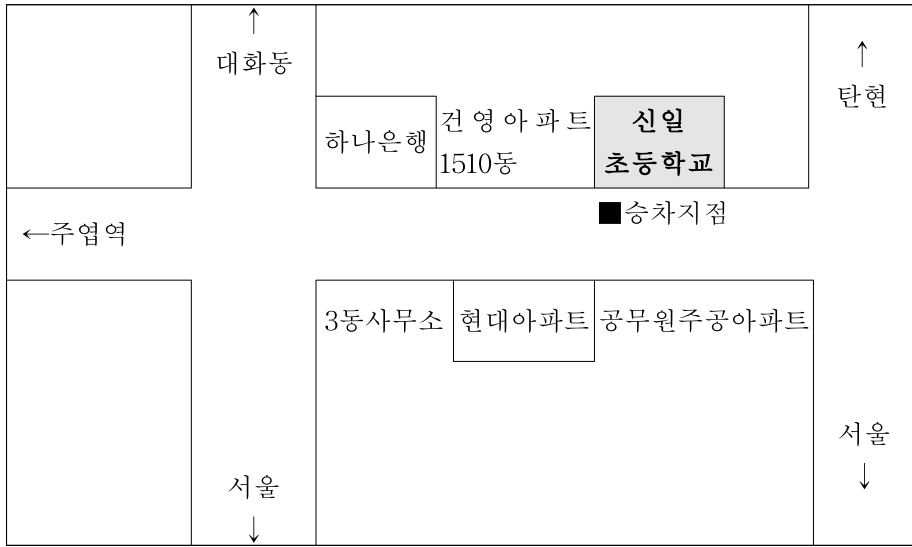 ↑
대화동
↑
탄현
하나은행
건영아파트
1510동
신일
초등학교
■승차지점
←주엽역
3동사무소
현대아파트
공무원주공아파트
서울
↓
서울
↓